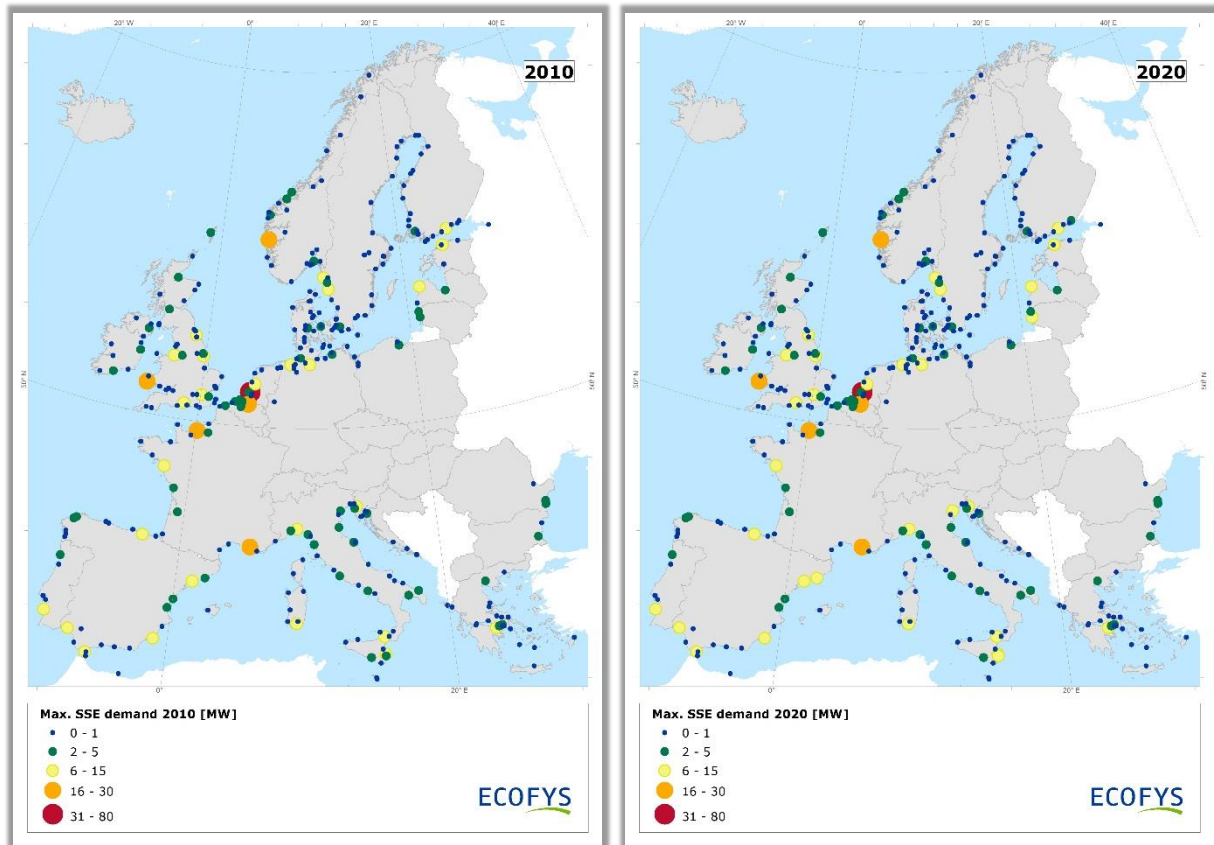 20° W 0° 20° E 40° E
2010
50° N
50° N
0° 20° E
Max. SSE demand 2010 [MW]
0 - 1
2 - 5
6 - 15
16 - 30
31 - 80
ECOFYS
20° W 0° 20° E 40° E
2020
50° N
50° N
0° 20° E
Max. SSE demand 2020 [MW]
0 - 1
2 - 5
6 - 15
16 - 30
31 - 80
ECOFYS